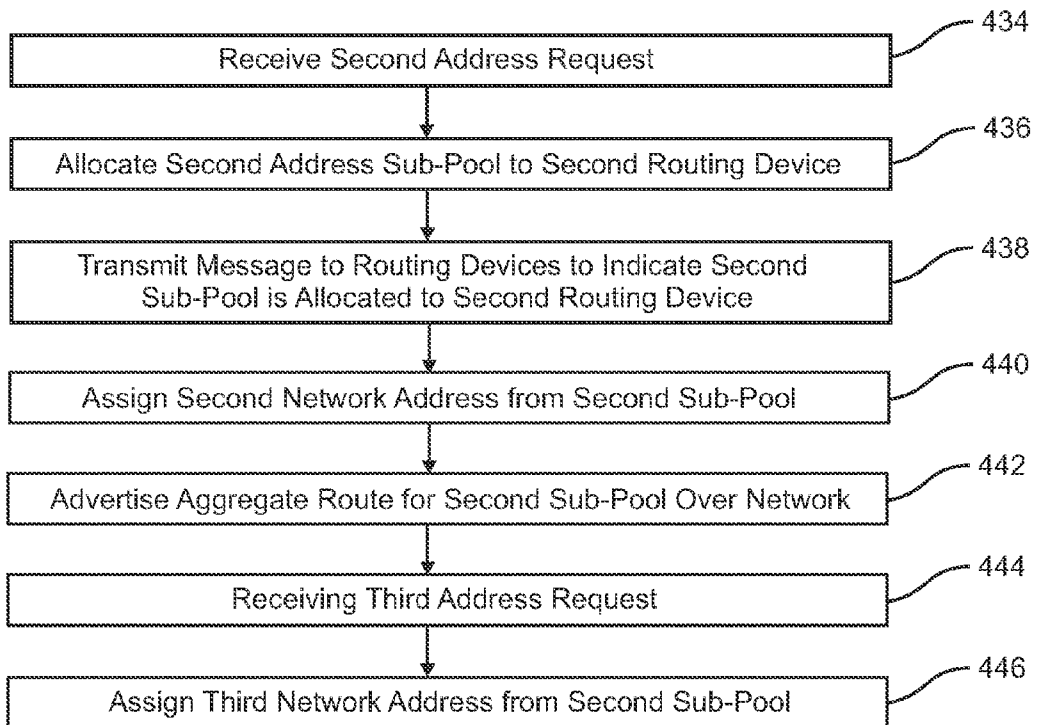 434
Receive Second Address Request
436
Allocate Second Address Sub-Pool to Second Routing Device
438
Transmit Message to Routing Devices to Indicate Second
Sub-Pool is Allocated to Second Routing Device
440
Assign Second Network Address from Second Sub-Pool
442
Advertise Aggregate Route for Second Sub-Pool Over Network
444
Receiving Third Address Request
446
Assign Third Network Address from Second Sub-Pool